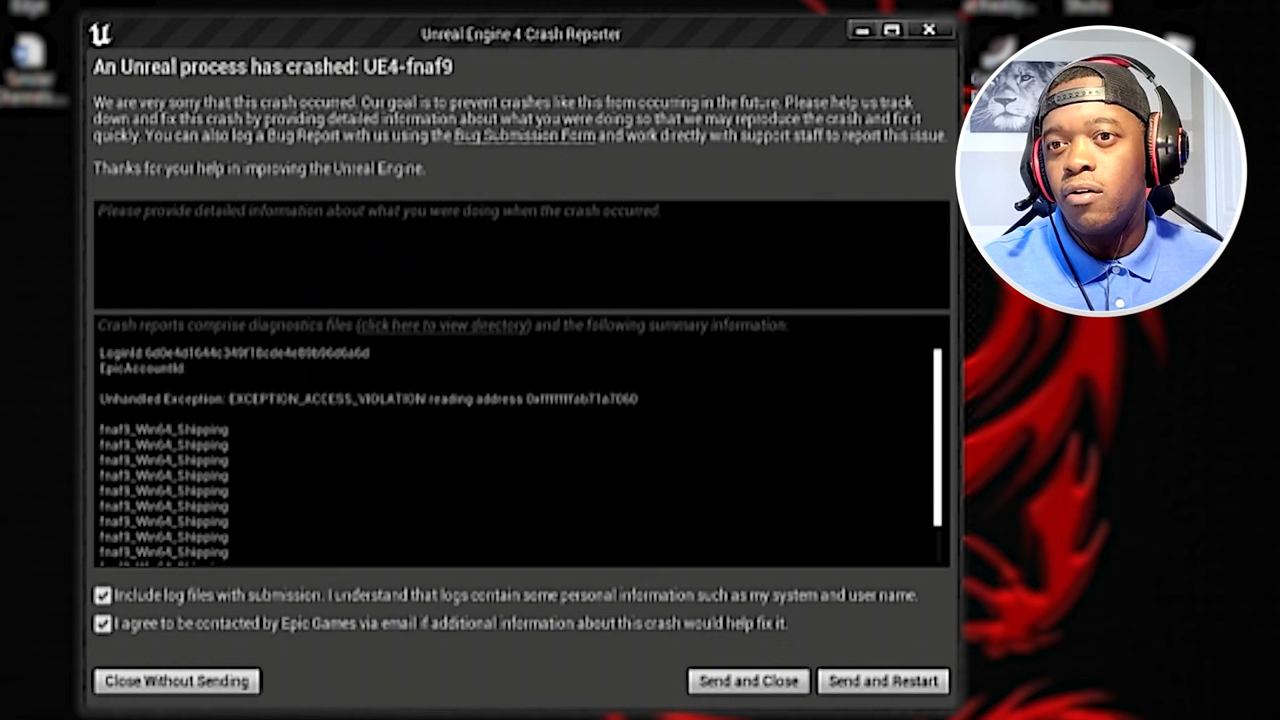 Edge
Unreal Engine 4 Crash Reporter
An Unreal process has crashed: UE4-fnaf9
We are very sorry that this crash occurred. Our goal is to prevent crashes like this from occurring in the future. Please help us track
down and fix this crash by providing detailed information about what you were doing so that we may reproduce the crash and fix it
quickly. You can also log a Bug Report with us using the Bug Submission Form and work directly with support staff to report this issue.
Thanks for your help in improving the Unreal Engine.
Please provide detailed information about what you were doing when the crash occurred.
Crash reports comprise diagnostics files (click here to view directory) and the following summary information:
EpicAccountId
Unhandled Exception: EXCEPTION_ACCESS_VIOLATION reading address
fnaf9_Win64_Shipping
fnaf9_Win64_Shipping
fnaf9_Win64_Shipping
fnaf9_Win64_Shipping
fnaf9_Win64_Shipping
fnaf9_Win64_Shipping
fnaf9_Win64_Shipping
fnaf9_Win64_Shipping
fnaf9_Win64_Shipping
Include log files with submission. I understand that logs contain some personal information such as my system and user name.
I agree to be contacted by Epic Games via email if additional information about this crash would help fix it.
Close Without Sending
Send and Close
Send and Restart